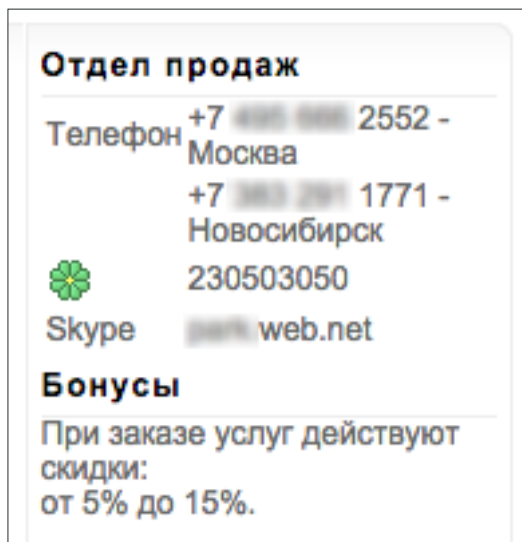 Отдел продаж
Телефон +7 2552 -
Москва
+7 1771 -
Новосибирск
230503050
Skype web.net
Бонусы
При заказе услуг действуют
скидки:
от 5% до 15%.